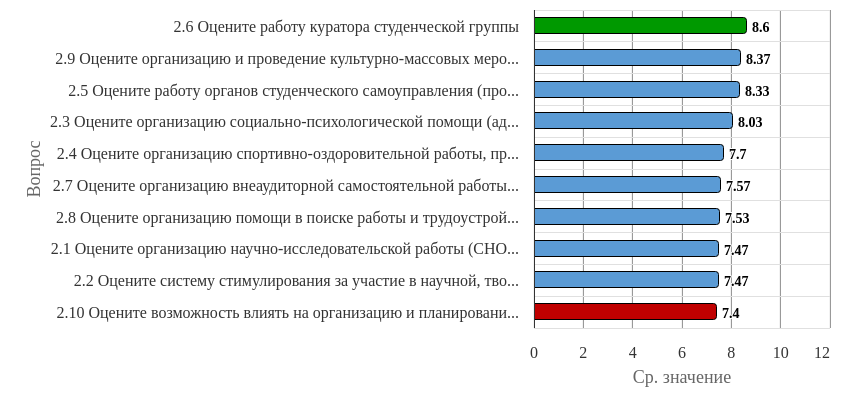 2.6 Оцените работу куратора студенческой группы 8.6
2.9 Оцените организацию и проведение культурно-массовых меро... 8.37
2.5 Оцените работу органов студенческого самоуправления (про... 8.33
2.3 Оцените организацию социально-психологической помощи (ад... 8.03
2.4 Оцените организацию спортивно-оздоровительной работы, пр... 7.7
2.7 Оцените организацию внеаудиторной самостоятельной работы... 7.57
2.8 Оцените организацию помощи в поиске работы и трудоустрой... 7.53
2.1 Оцените организацию научно-исследовательской работы (СНО... 7.47
2.2 Оцените систему стимулирования за участие в научной, тво... 7.47
2.10 Оцените возможность влиять на организацию и планировани... 7.4
Вопрос
0 2 4 6 8 10 12
Ср. значение